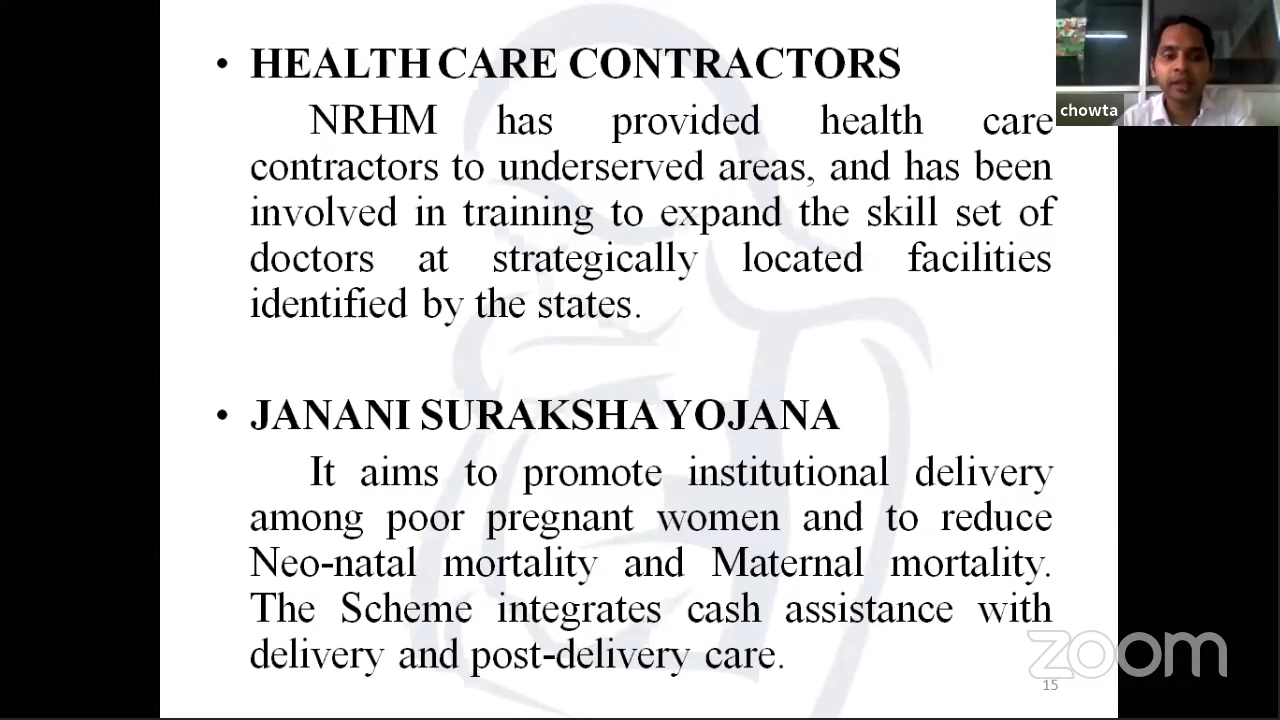 • HEALTH CARE CONTRACTORS
NRHM has provided health care
contractors to underserved areas, and has been
involved in training to expand the skill set of
doctors at strategically located facilities
identified by the states.
• JANANI SURAKSHA YOJANA
It aims to promote institutional delivery
among poor pregnant women and to reduce
Neo-natal mortality and Maternal mortality.
The Scheme integrates cash assistance with
delivery and post-delivery care.
chowta
zoom
15